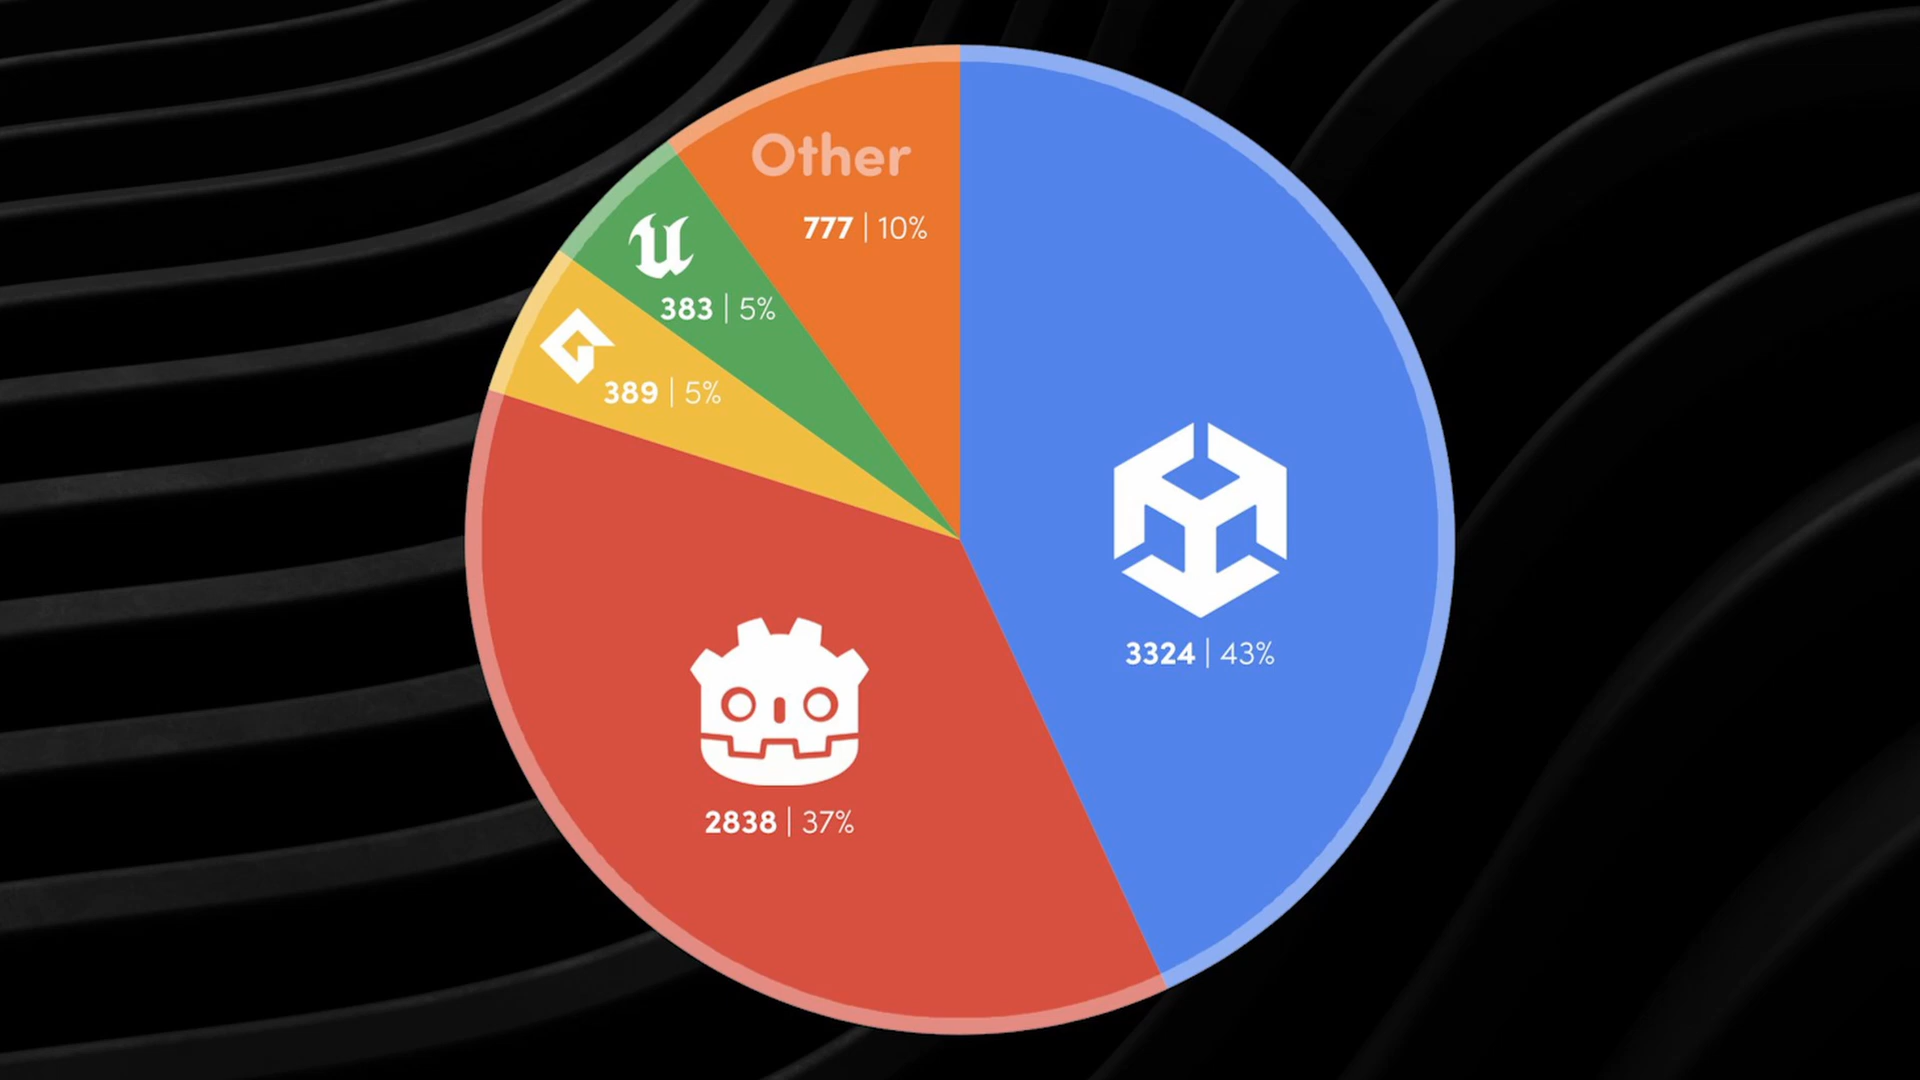 Other
777 | 10%
383 | 5%
389 | 5%
3324 | 43%
2838 | 37%